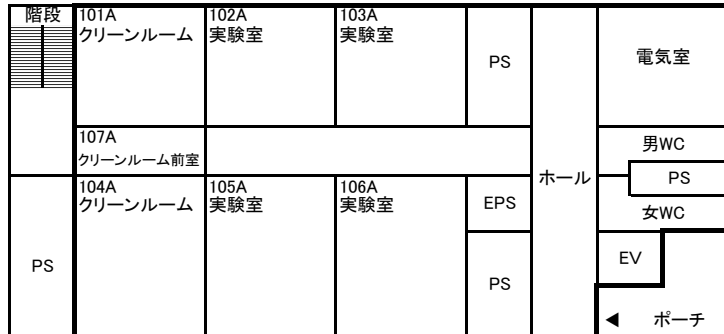 階段
101A
クリーンルーム
102A
実験室
103A
実験室
PS
電気室
107A
クリーンルーム前室
ホール
男WC
PS
女WC
104A
クリーンルーム
105A
実験室
106A
実験室
EPS
PS
PS
EV
◀ ポーチ